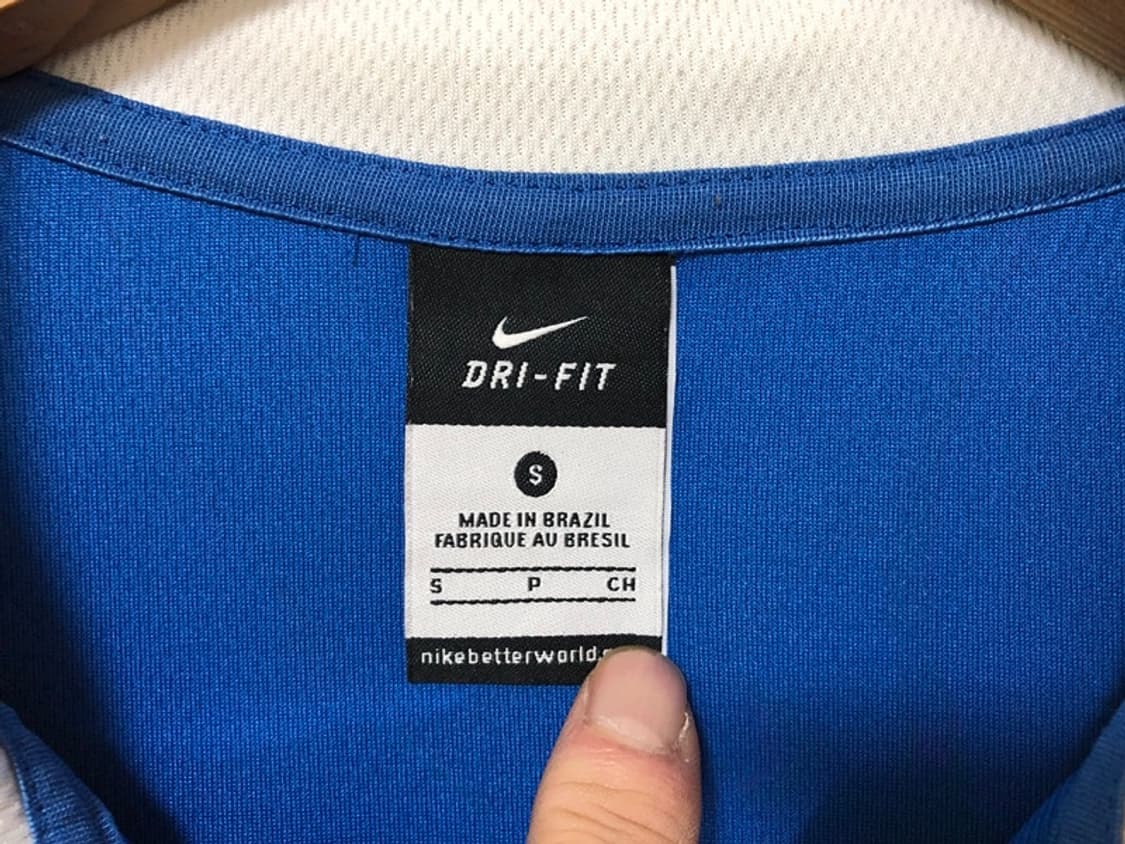 DRI-FIT
S
MADE IN BRAZIL
FABRIQUE AU BRESIL
S P CH
nikebetterworld.